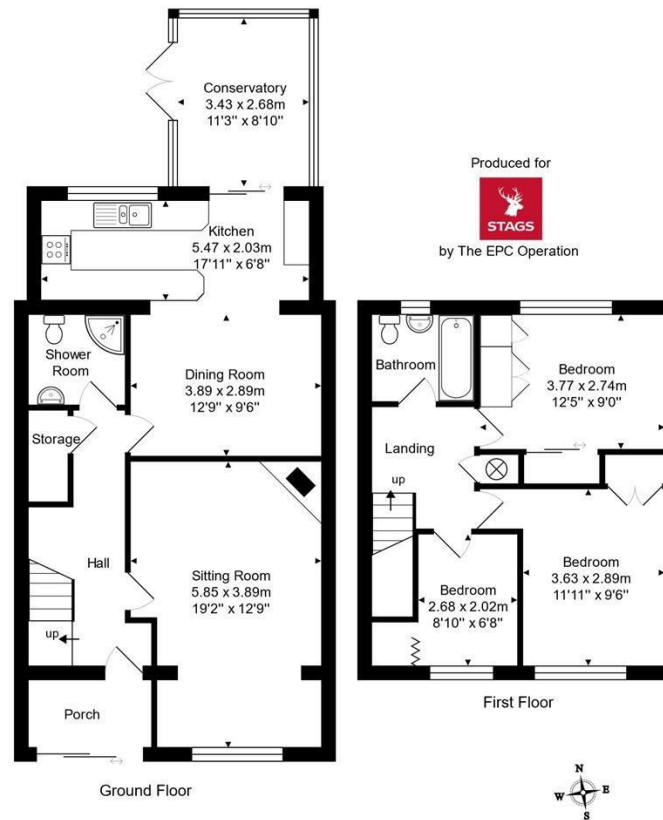 Conservatory
3.43 x 2.68m
11'3" x 8'10"
Kitchen
5.47 x 2.03m
17'11" x 6'8"
Shower
Room
Dining Room
3.89 x 2.89m
12'9" x 9'6"
Storage
Hall
Sitting Room
5.85 x 3.89m
19'2" x 12'9"
up
Porch
Ground Floor
Produced for
STAGS
by The EPC Operation
Bathroom
Bedroom
3.77 x 2.74m
12'5" x 9'0"
Landing
up
Bedroom
3.63 x 2.89m
11'11" x 9'6"
Bedroom
2.68 x 2.02m
8'10" x 6'8"
First Floor
N
W E
S